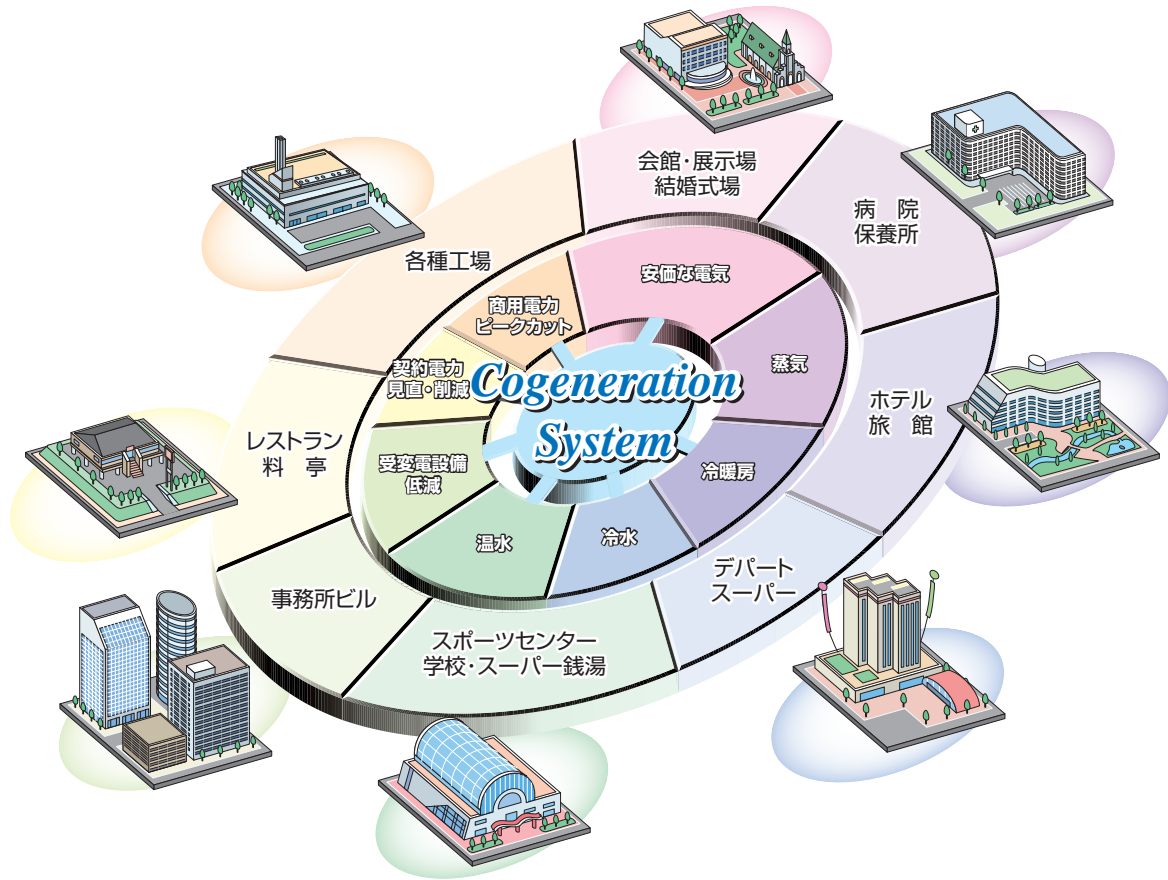 会館・展示場
結婚式場
病　院
保養所
各種工場
安価な電気
商用電力
ピークカット
蒸気
契約電力
見直・削減
Cogeneration
System
ホテル
旅　館
レストラン
料　亭
受変電設備
低減
冷暖房
温水
冷水
デパート
スーパー
事務所ビル
スポーツセンター
学校・スーパー銭湯